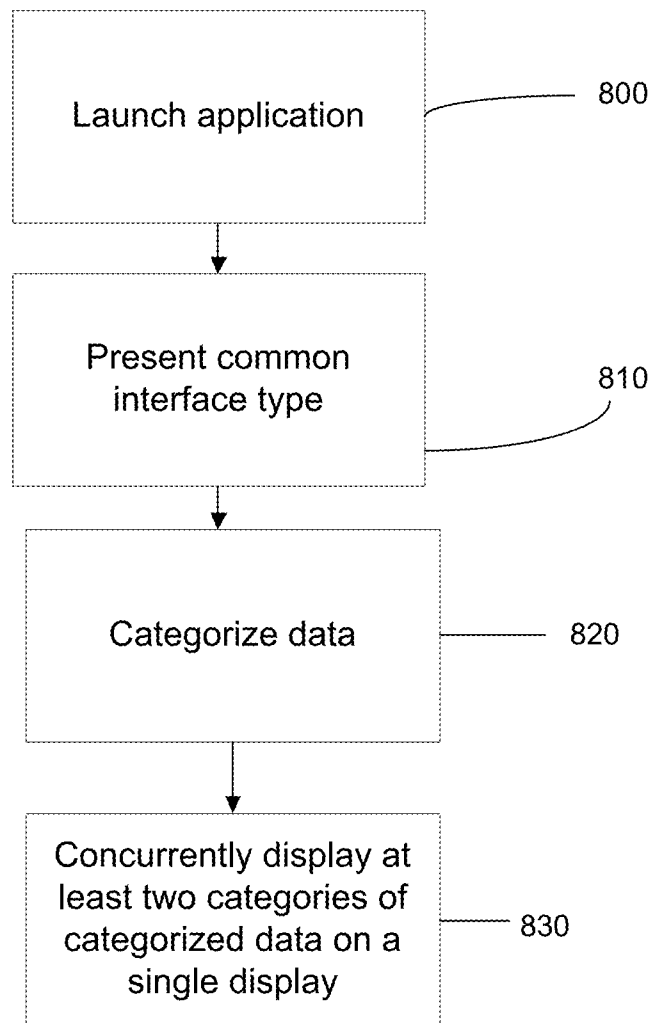 Launch application
800
Present common
interface type
810
Categorize data
820
Concurrently display at
least two categories of
categorized data on a
single display
830